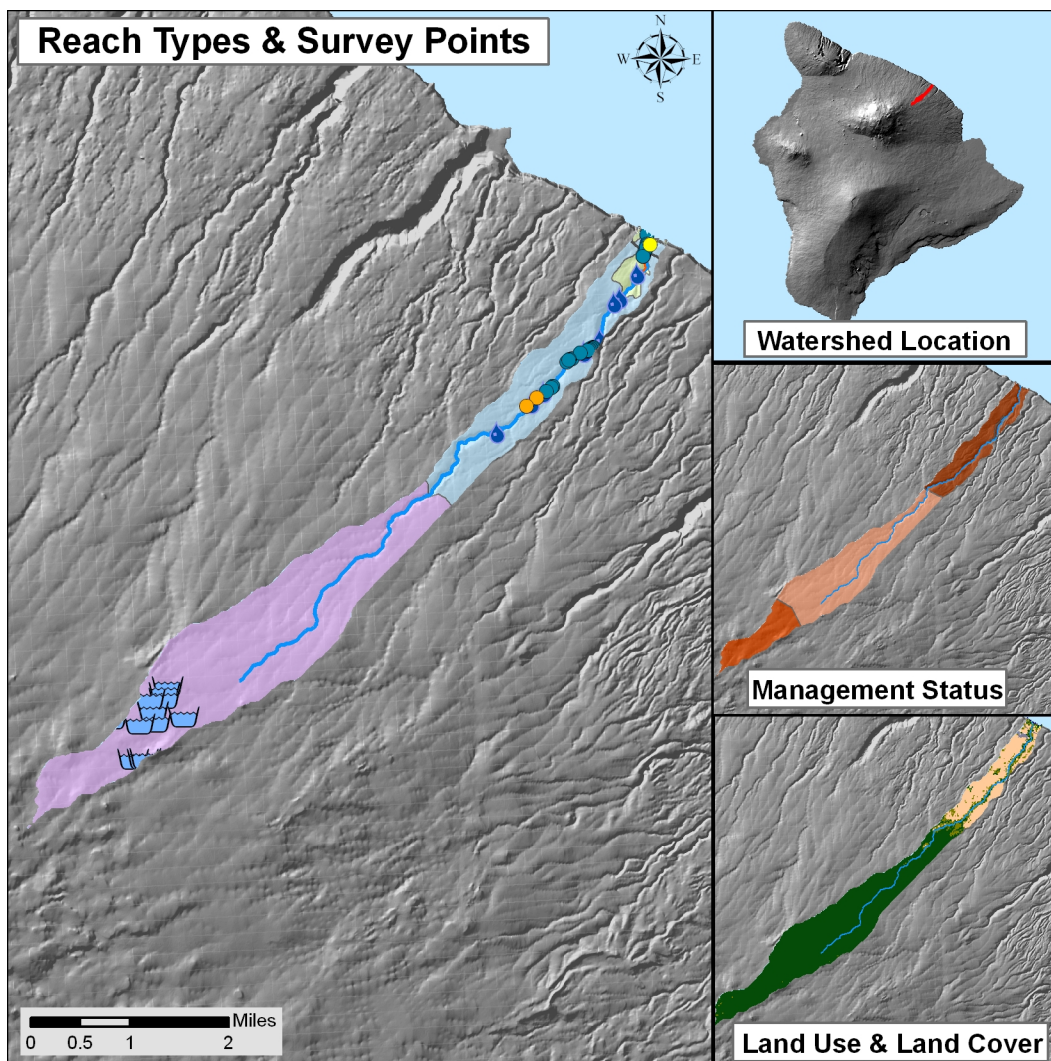 Reach Types & Survey Points
N
W E
S
Watershed Location
Management Status
Land Use & Land Cover
Miles
0 0.5 1 2